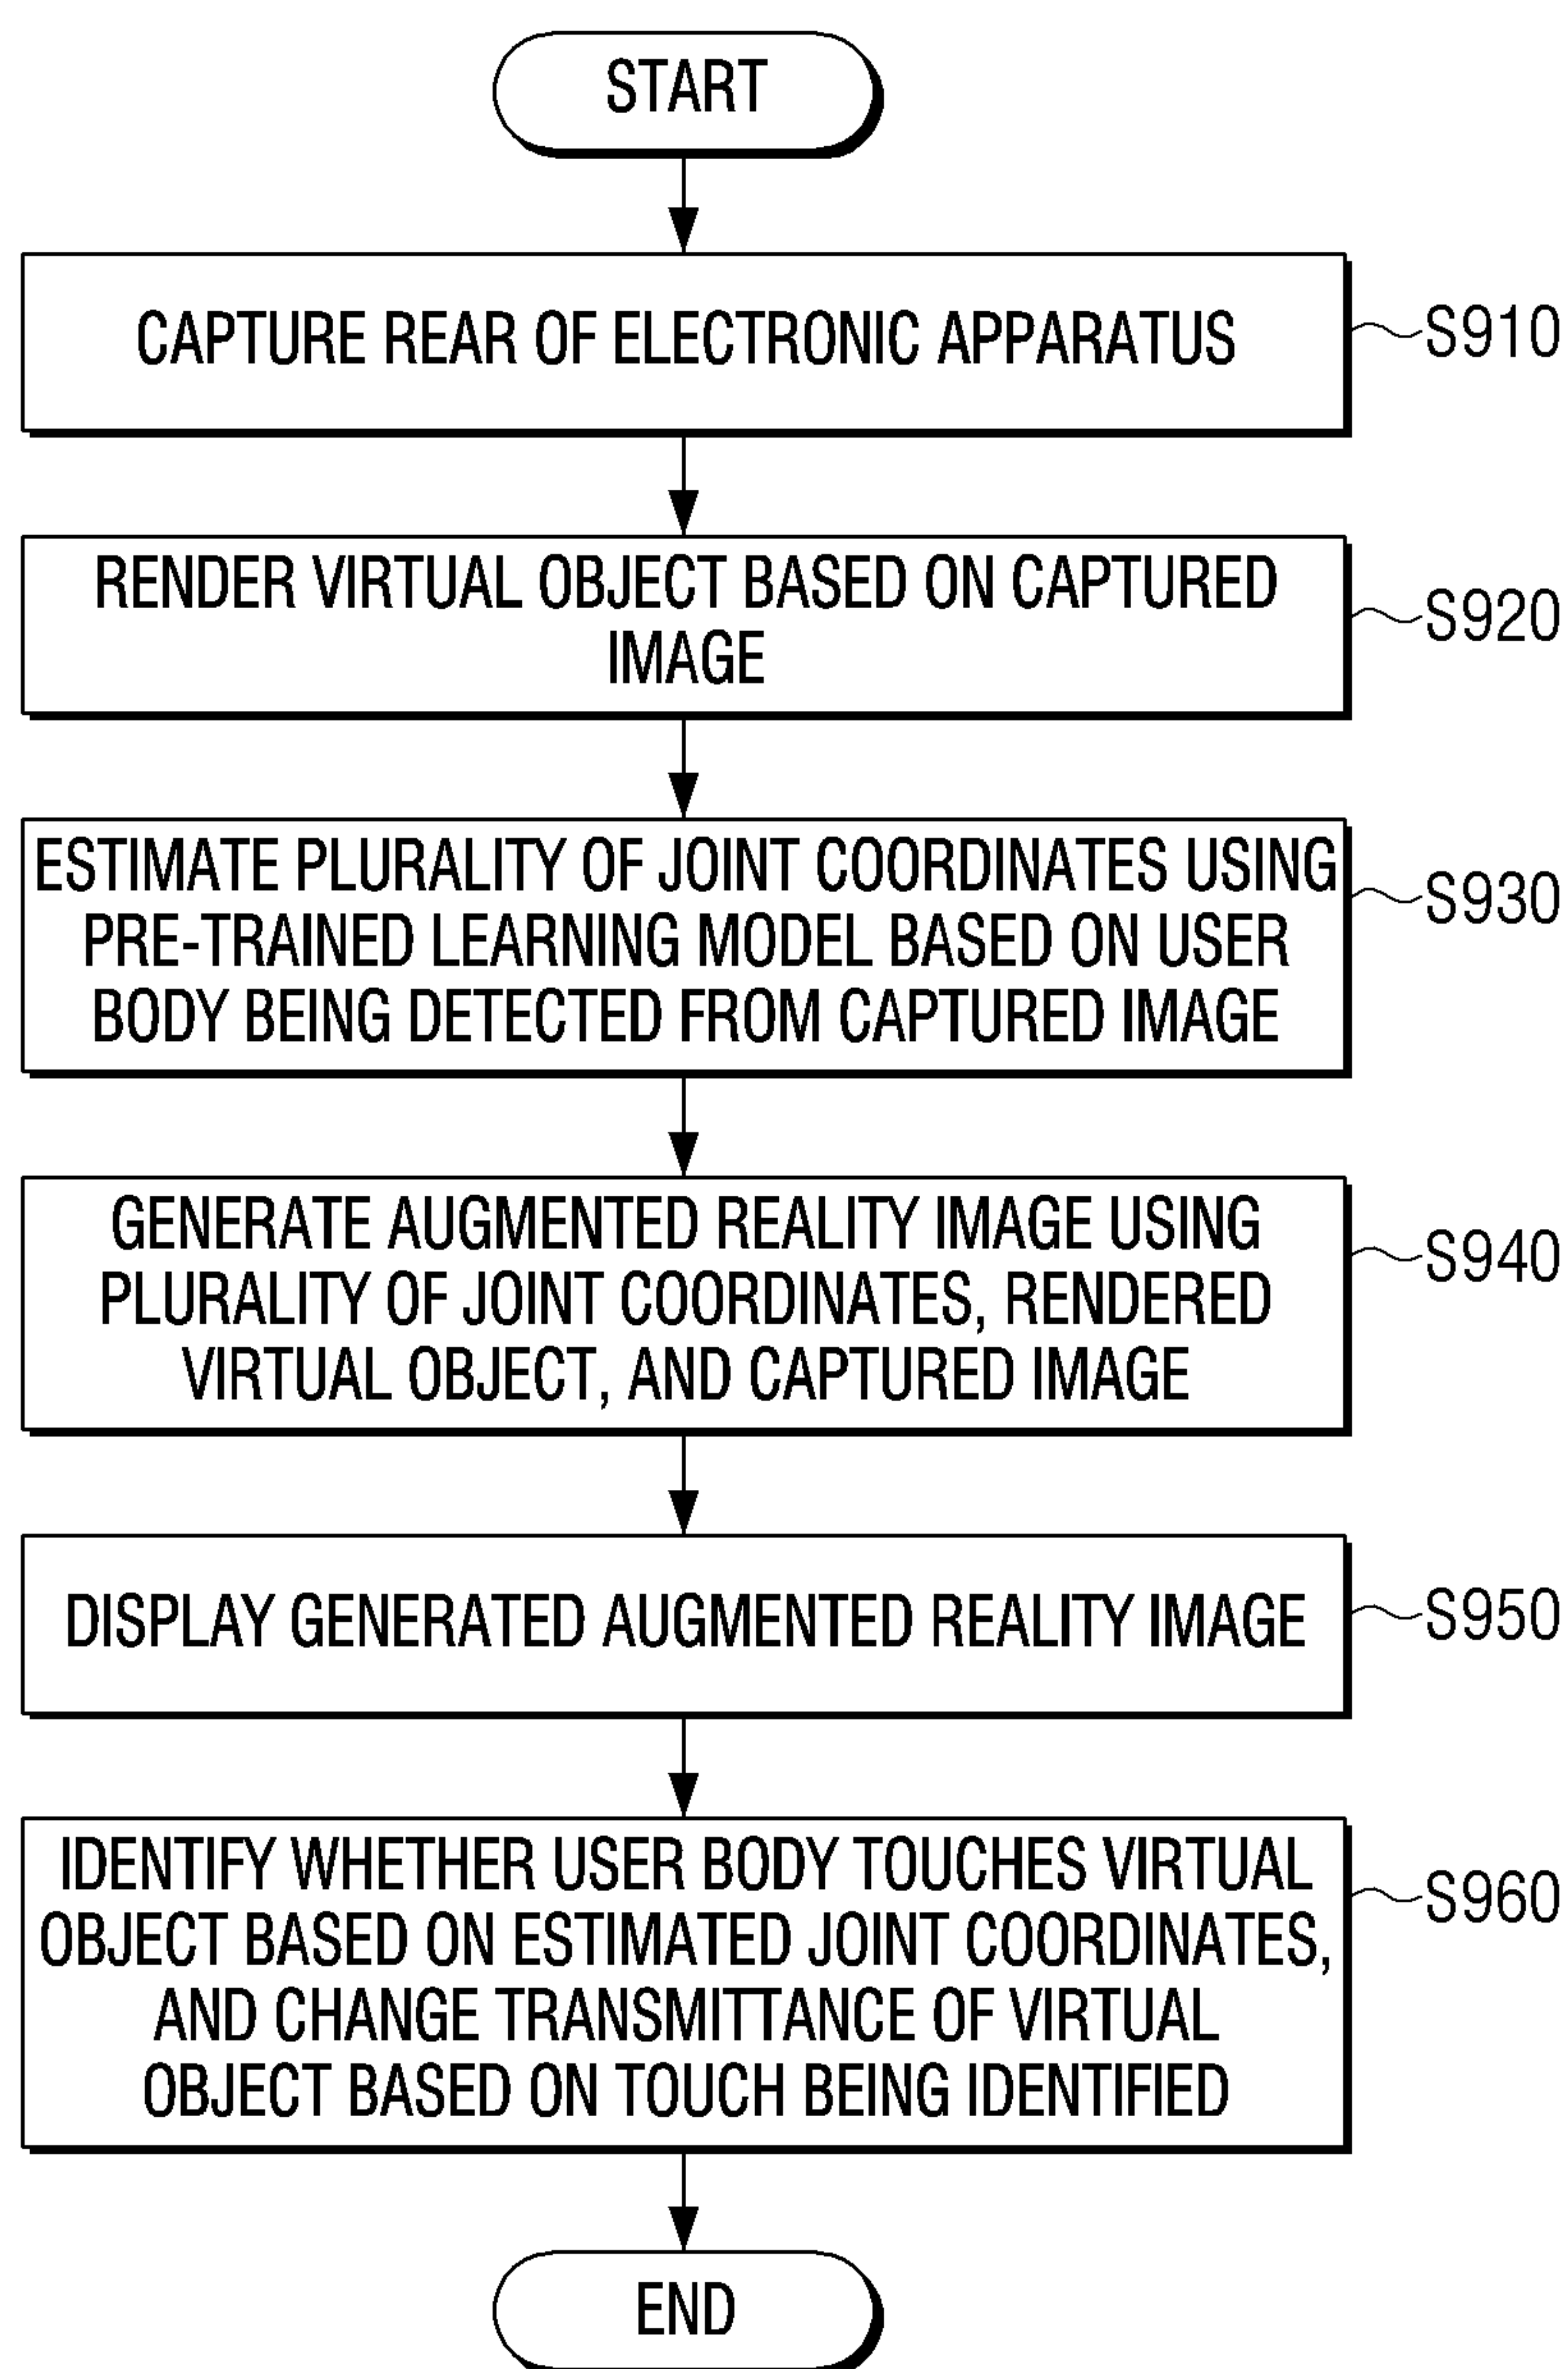 START
CAPTURE REAR OF ELECTRONIC APPARATUS
S910
RENDER VIRTUAL OBJECT BASED ON CAPTURED
IMAGE
S920
ESTIMATE PLURALITY OF JOINT COORDINATES USING
PRE-TRAINED LEARNING MODEL BASED ON USER
BODY BEING DETECTED FROM CAPTURED IMAGE
S930
GENERATE AUGMENTED REALITY IMAGE USING
PLURALITY OF JOINT COORDINATES, RENDERED
VIRTUAL OBJECT, AND CAPTURED IMAGE
S940
DISPLAY GENERATED AUGMENTED REALITY IMAGE
S950
IDENTIFY WHETHER USER BODY TOUCHES VIRTUAL
OBJECT BASED ON ESTIMATED JOINT COORDINATES,
AND CHANGE TRANSMITTANCE OF VIRTUAL
OBJECT BASED ON TOUCH BEING IDENTIFIED
S960
END